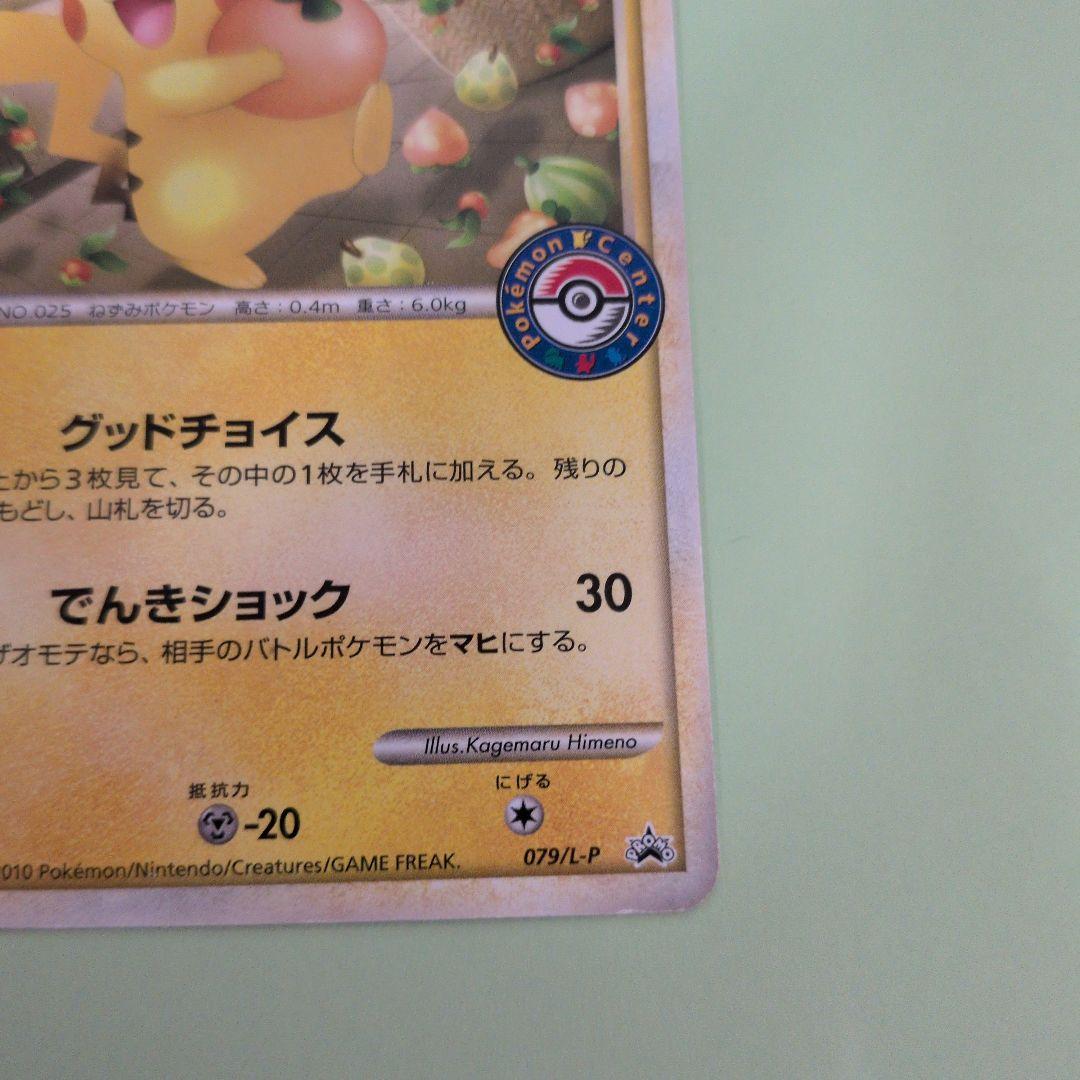 Pokémon Center
NO.025 ねずみポケモン 高さ：0.4m 重さ：6.0kg
グッドチョイス
から3枚見て、その中の1枚を手札に加える。残りの
もどし、山札を切る。
でんきショック 30
オモテなら、相手のバトルポケモンをマヒにする。
Illus.Kagemaru Himeno
抵抗力 にげる
-20
2010 Pokémon/Nintendo/Creatures/GAME FREAK. 079/L-P PROMO